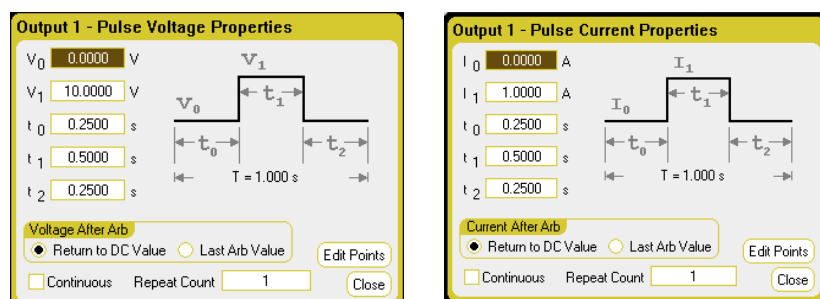 Output 1 - Pulse Voltage Properties
V0 0.0000 V
V1
V1 10.0000 V
V0
t1
t0 0.2500 s
t0
t2
t1 0.5000 s
T = 1.000 s
t2 0.2500 s
Voltage After Arb
Return to DC Value Last Arb Value
Edit Points
Continuous Repeat Count 1
Close
Output 1 - Pulse Current Properties
I0 0.0000 A
I1
I1 1.0000 A
I0
t1
t0 0.2500 s
t0
t2
t1 0.5000 s
T = 1.000 s
t2 0.2500 s
Current After Arb
Return to DC Value Last Arb Value
Edit Points
Continuous Repeat Count 1
Close